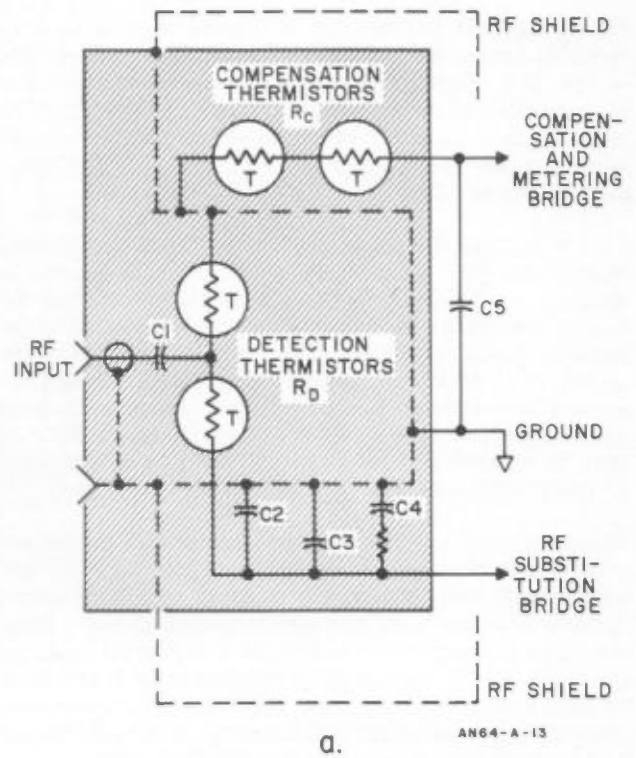 RF SHIELD
COMPENSATION
THERMISTORS
RC
T
T
COMPEN-
SATION
AND
METERING
BRIDGE
T
C1
RF
INPUT
DETECTION
THERMISTORS
RD
T
C5
GROUND
C2
C3
C4
RF
SUBSTI-
TUTION
BRIDGE
RF SHIELD
a.
AN64-A-13